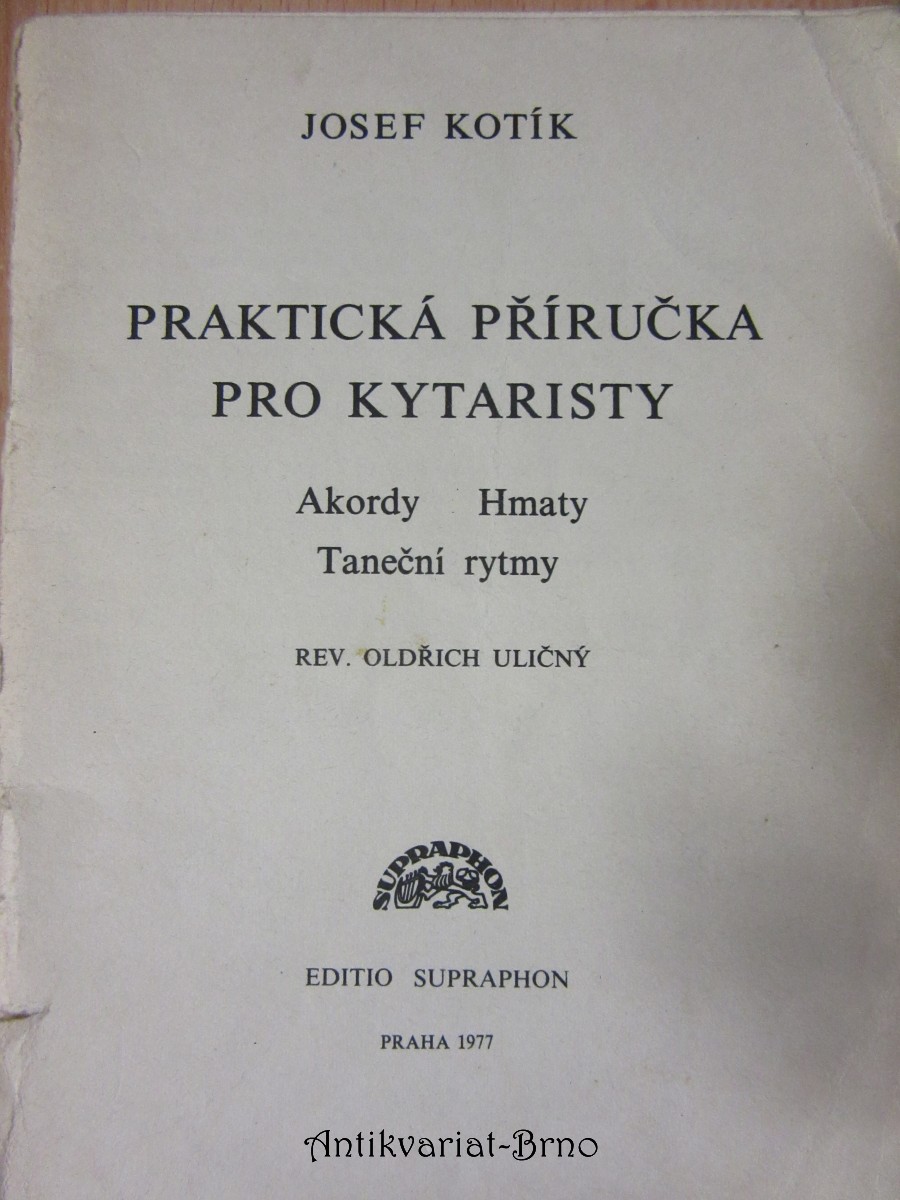 JOSEF KOTÍK
PRAKTICKÁ PŘÍRUČKA
PRO KYTARISTY
Akordy Hmaty
Taneční rytmy
REV. OLDŘICH ULIČNÝ
SUPRAPHON
EDITIO SUPRAPHON
PRAHA 1977
Antikvariat-Brno